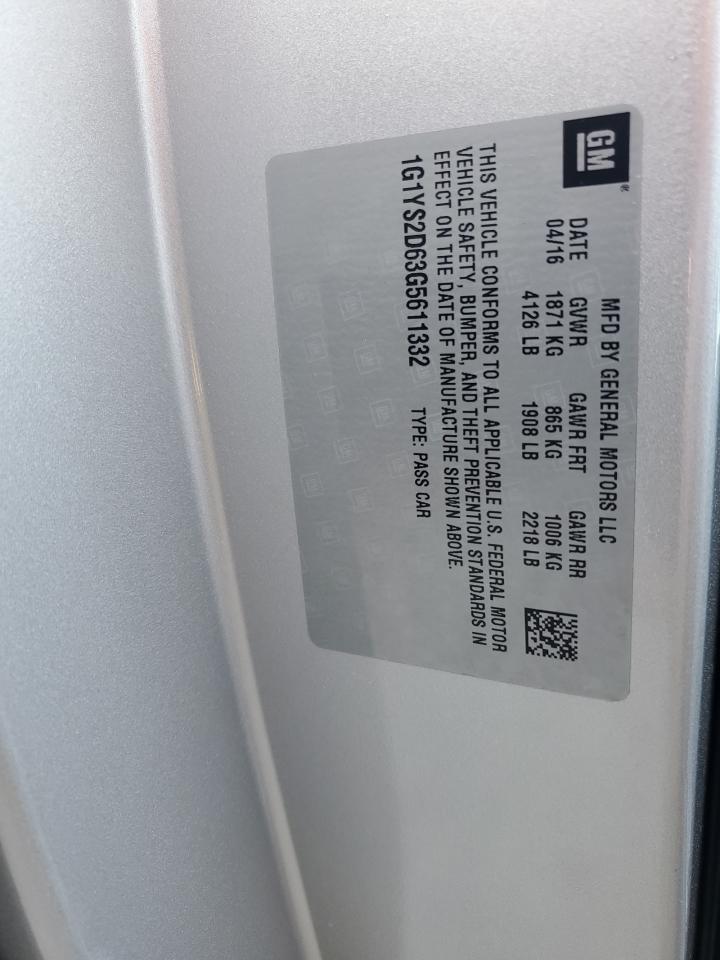 GM®
MFD BY GENERAL MOTORS LLC
DATE GVWR GAWR FRT GAWR RR
04/16 1871 KG 865 KG 1006 KG
4126 LB 1908 LB 2218 LB
THIS VEHICLE CONFORMS TO ALL APPLICABLE U.S. FEDERAL MOTOR
VEHICLE SAFETY, BUMPER, AND THEFT PREVENTION STANDARDS IN
EFFECT ON THE DATE OF MANUFACTURE SHOWN ABOVE.
1G1YS2D63G5611332 TYPE: PASS CAR